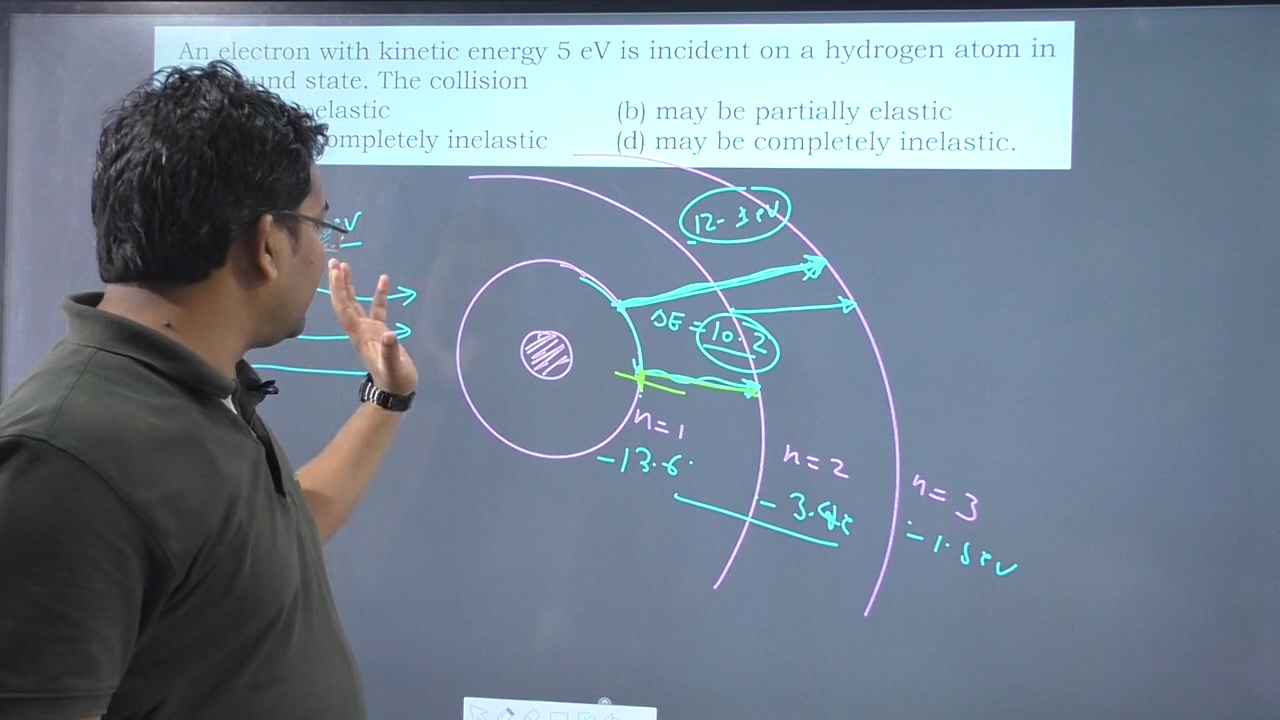 An electron with kinetic energy 5 eV is incident on a hydrogen atom in
und state. The collision
elastic
(b) may be partially elastic
ompletely inelastic
(d) may be completely inelastic.
eV
12.1 eV
ΔE = 10.2
n=1
-13.6
n=2
-3.4
n=3
-1.5 eV